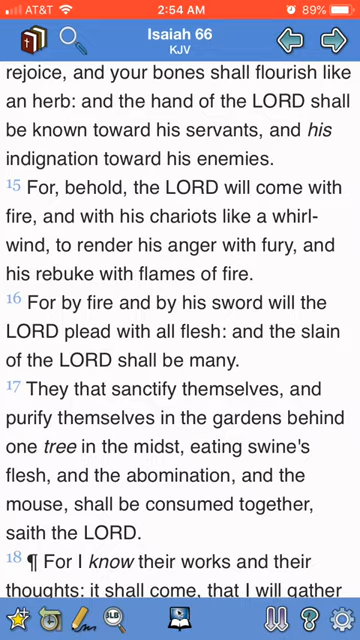 AT&T 2:54 AM 89%
Isaiah 66
KJV
rejoice, and your bones shall flourish like
an herb: and the hand of the LORD shall
be known toward his servants, and his
indignation toward his enemies.
15 For, behold, the LORD will come with
fire, and with his chariots like a whirl-
wind, to render his anger with fury, and
his rebuke with flames of fire.
16 For by fire and by his sword will the
LORD plead with all flesh: and the slain
of the LORD shall be many.
17 They that sanctify themselves, and
purify themselves in the gardens behind
one tree in the midst, eating swine's
flesh, and the abomination, and the
mouse, shall be consumed together,
saith the LORD.
18 ¶ For I know their works and their
thoughts: it shall come, that I will gather
SLB